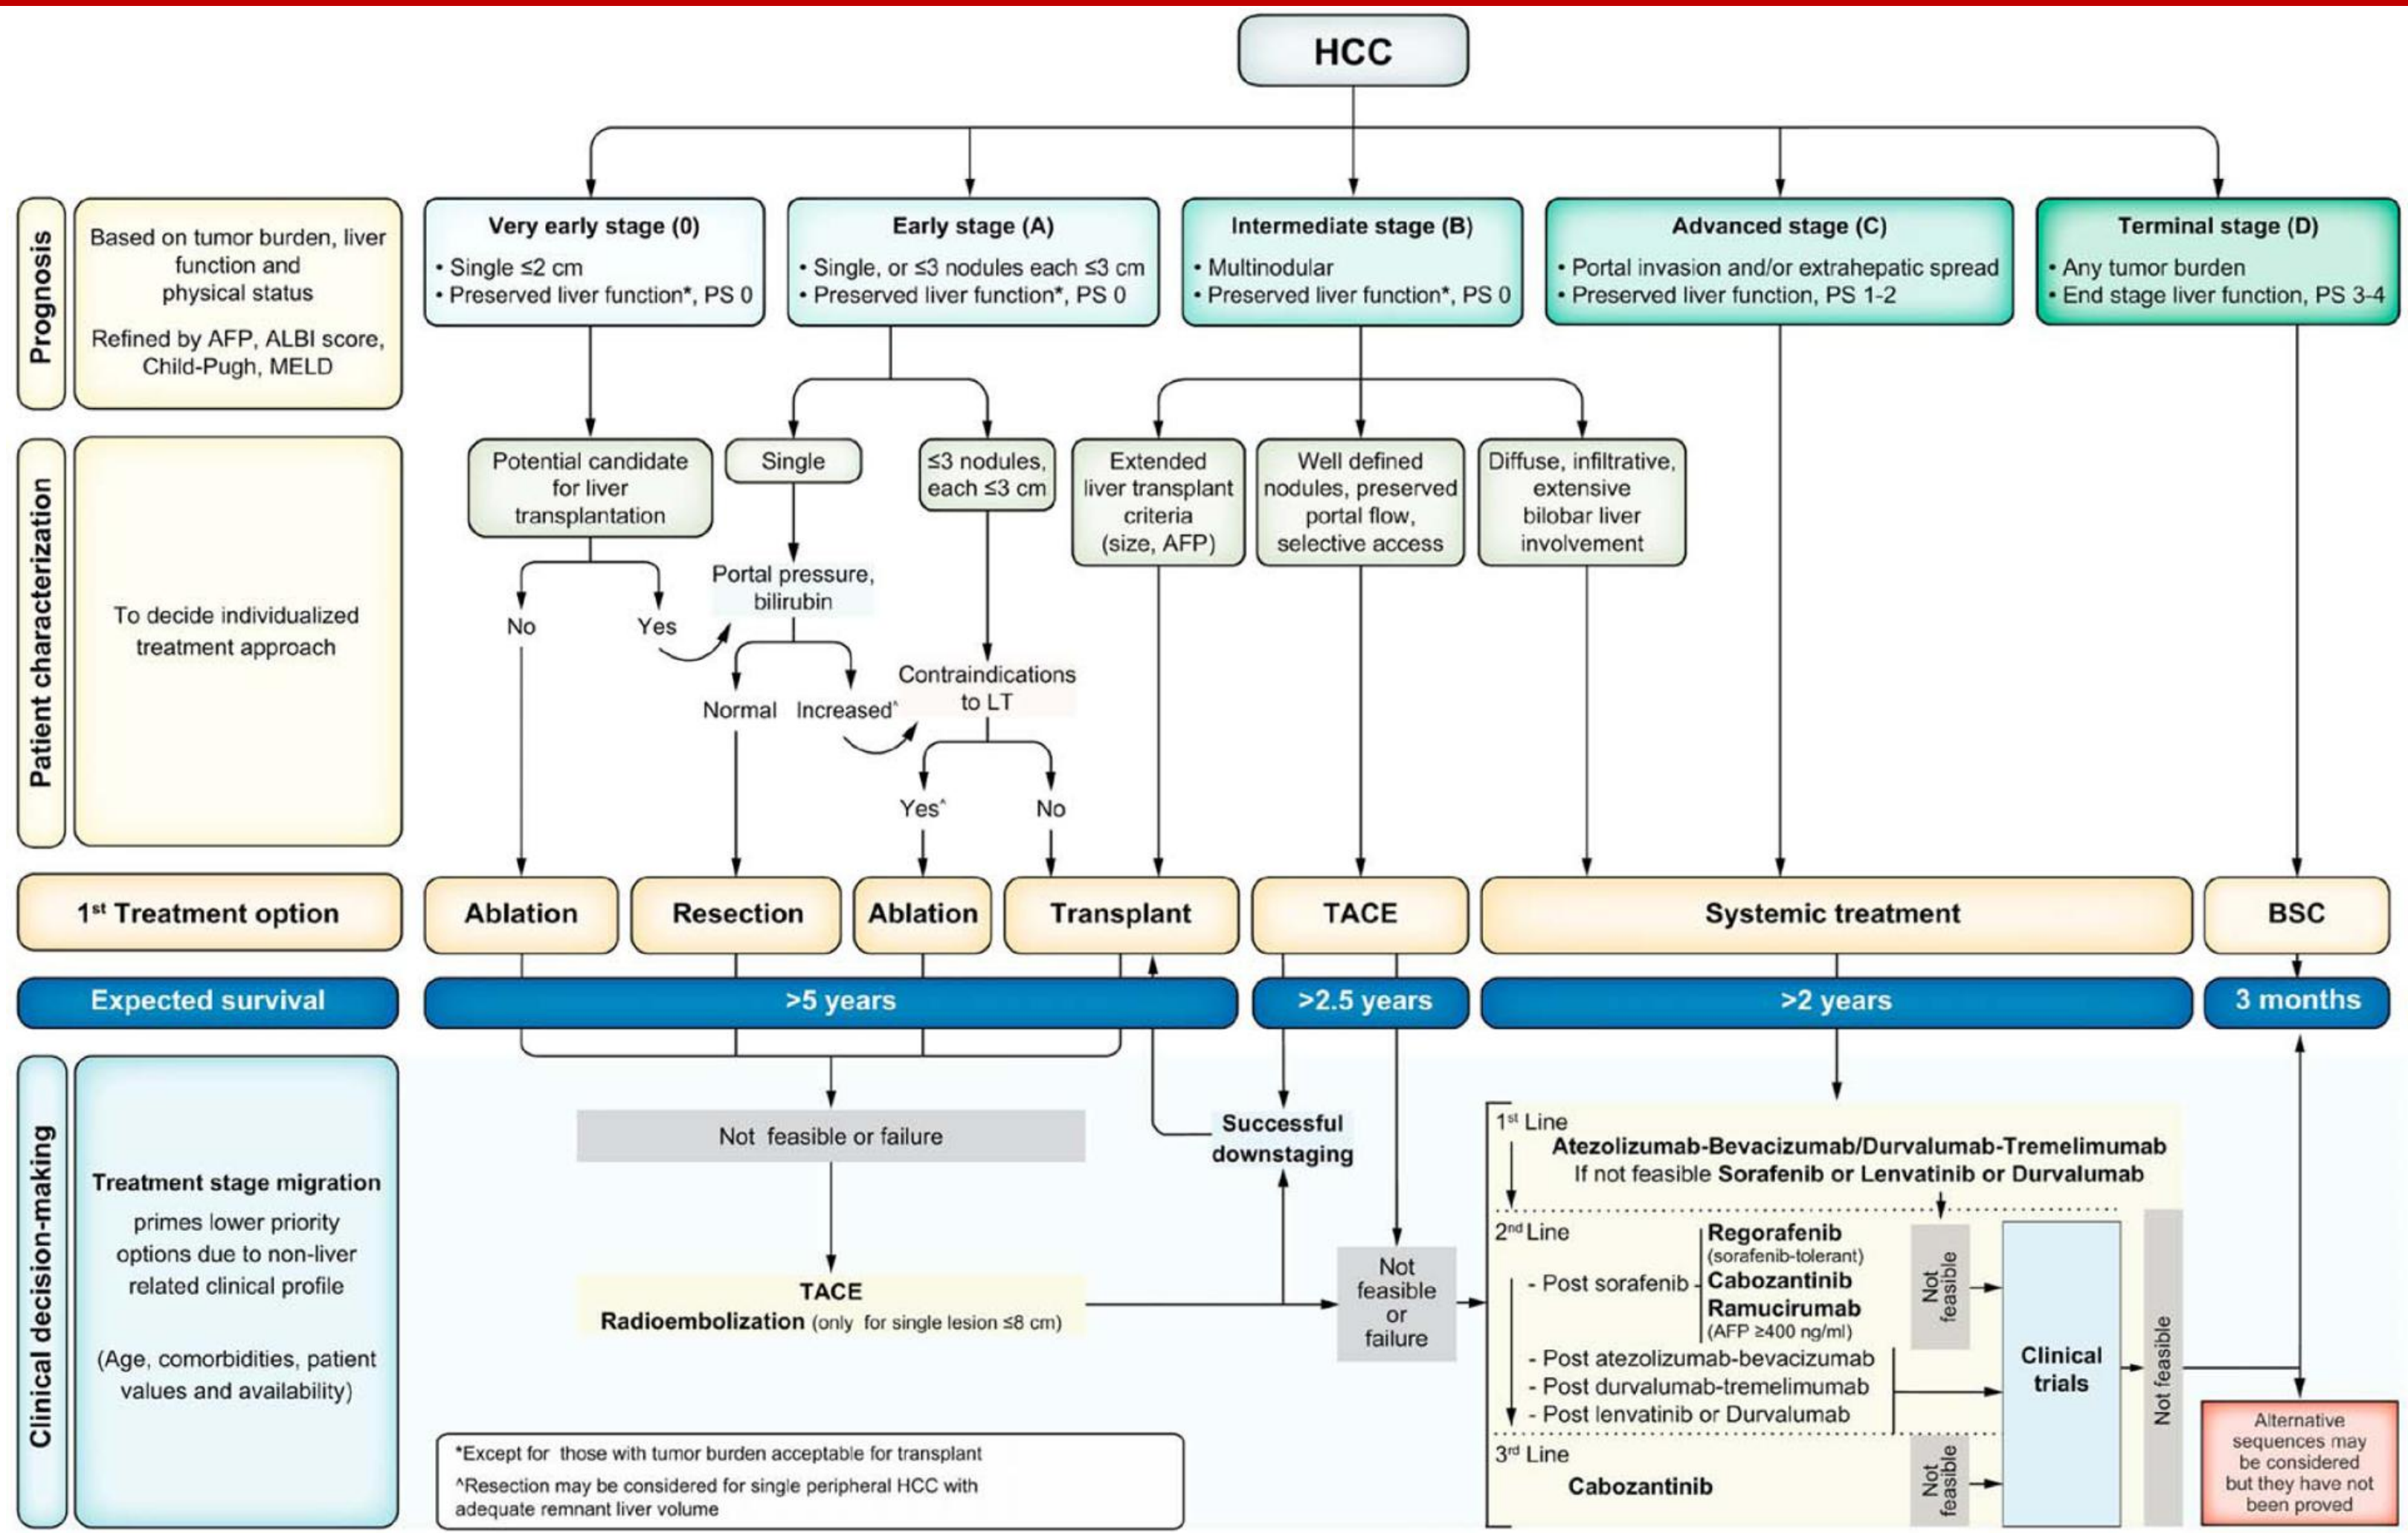 HCC
Prognosis
Based on tumor burden, liver
function and
physical status
Refined by AFP, ALBI score,
Child-Pugh, MELD
Very early stage (0)
• Single ≤2 cm
• Preserved liver function*, PS 0
Early stage (A)
• Single, or ≤3 nodules each ≤3 cm
• Preserved liver function*, PS 0
Intermediate stage (B)
• Multinodular
• Preserved liver function*, PS 0
Advanced stage (C)
• Portal invasion and/or extrahepatic spread
• Preserved liver function, PS 1-2
Terminal stage (D)
• Any tumor burden
• End stage liver function, PS 3-4
Patient characterization
To decide individualized
treatment approach
Potential candidate
for liver
transplantation
No
Yes
Single
Portal pressure,
bilirubin
Normal
Increased^
≤3 nodules,
each ≤3 cm
Contraindications
to LT
Yes^
No
Extended
liver transplant
criteria
(size, AFP)
Well defined
nodules, preserved
portal flow,
selective access
Diffuse, infiltrative,
extensive
bilobar liver
involvement
1st Treatment option
Ablation
Resection
Ablation
Transplant
TACE
Systemic treatment
BSC
Expected survival
>5 years
>2.5 years
>2 years
3 months
Clinical decision-making
Treatment stage migration
primes lower priority
options due to non-liver
related clinical profile
(Age, comorbidities, patient
values and availability)
Not feasible or failure
TACE
Radioembolization (only for single lesion ≤8 cm)
Successful
downstaging
Not
feasible
or
failure
1st Line
Atezolizumab-Bevacizumab/Durvalumab-Tremelimumab
If not feasible Sorafenib or Lenvatinib or Durvalumab
2nd Line
- Post sorafenib
Regorafenib
(sorafenib-tolerant)
Cabozantinib
Ramucirumab
(AFP ≥400 ng/ml)
- Post atezolizumab-bevacizumab
- Post durvalumab-tremelimumab
- Post lenvatinib or Durvalumab
3rd Line
Cabozantinib
Not
feasible
Not
feasible
Clinical
trials
Not feasible
Alternative
sequences may
be considered
but they have not
been proved
*Except for those with tumor burden acceptable for transplant
^Resection may be considered for single peripheral HCC with
adequate remnant liver volume